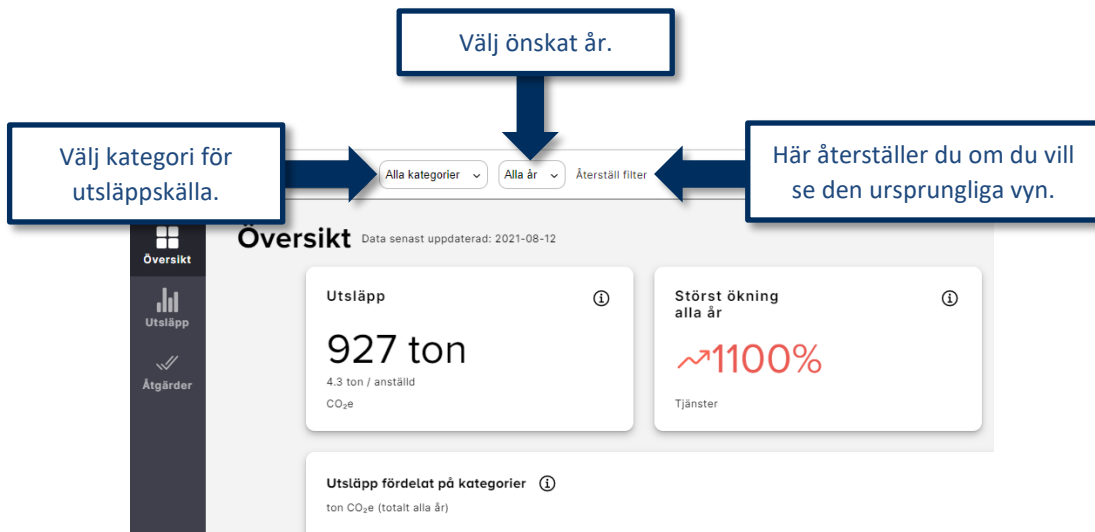 Välj önskat år.
Välj kategori för
utsläppskälla.
Alla kategorier
Alla år
Återställ filter
Här återställer du om du vill
se den ursprungliga vyn.
Översikt
Utsläpp
Åtgärder
Översikt Data senast uppdaterad: 2021-08-12
Utsläpp
927 ton
4.3 ton / anställd
CO₂e
Störst ökning
alla år
1100%
Tjänster
Utsläpp fördelat på kategorier
ton CO₂e (totalt alla år)